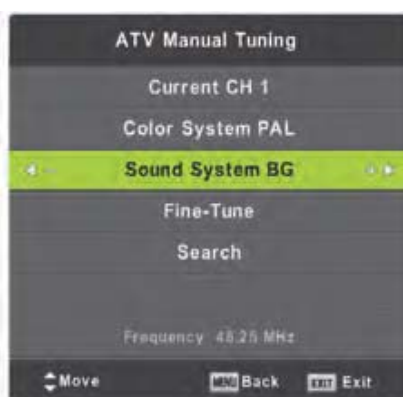 ATV Manual Tuning
Current CH 1
Color System PAL
Sound System BG
Fine-Tune
Search
Frequency 48.25 MHz
Move MENU Back EXIT Exit